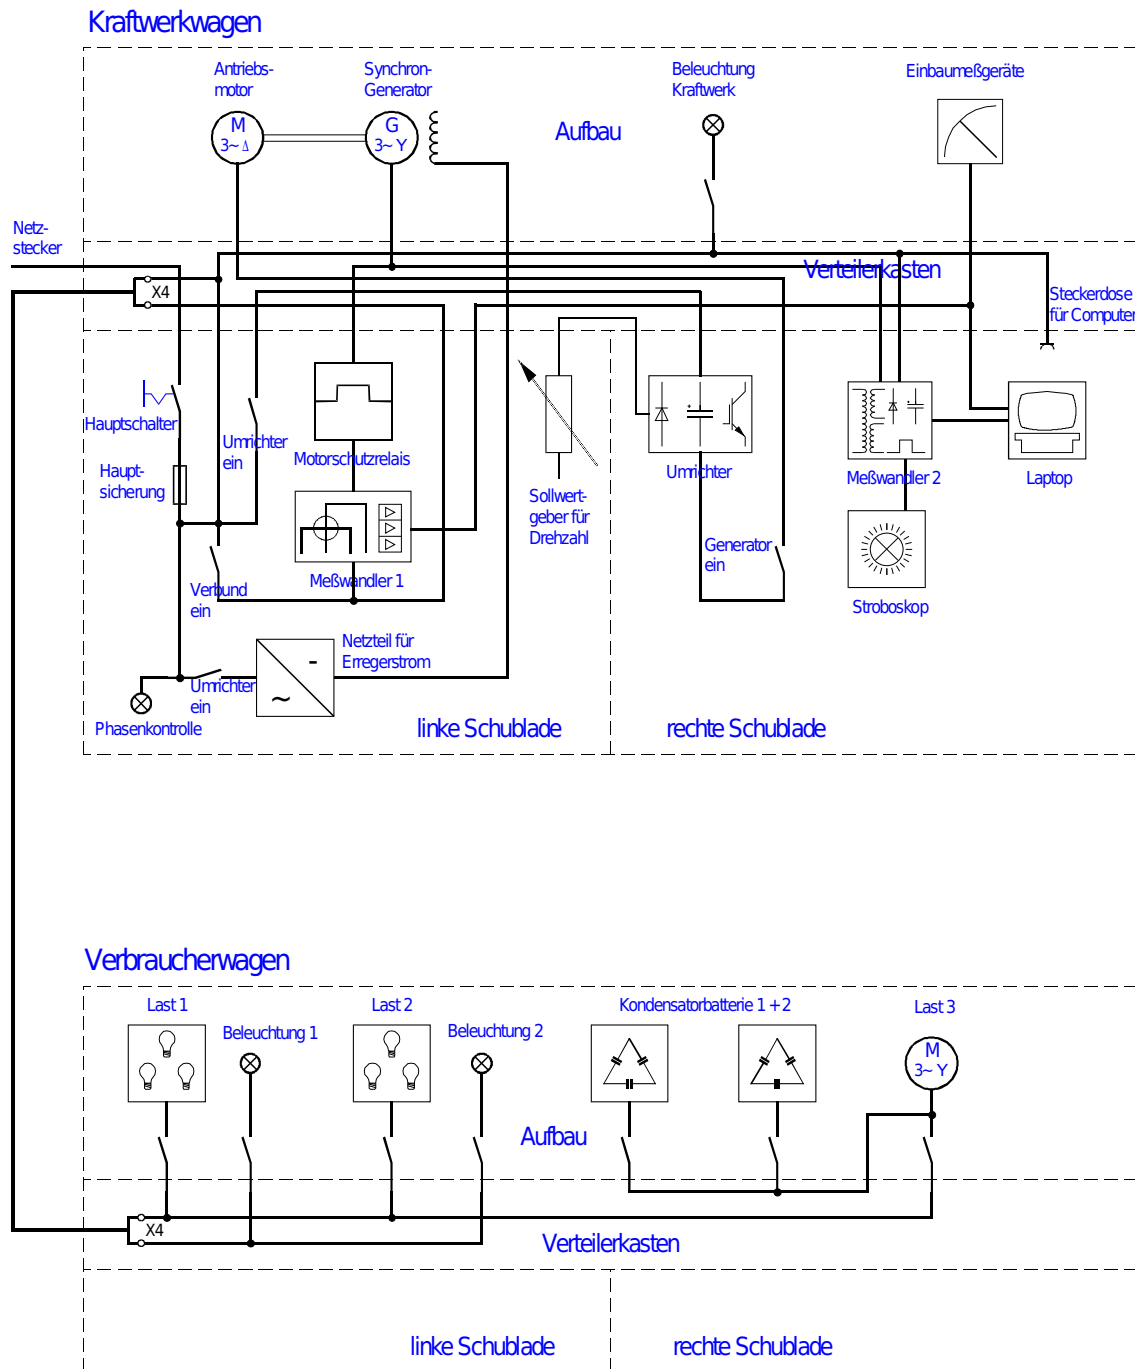 Kraftwerkwagen
Antriebs-
motor
Synchron-
Generator
Beleuchtung
Kraftwerk
Einbaumeßgeräte
M
3~ Δ
G
3~ Y
Aufbau
Netz-
stecker
Verteilerkasten
X4
Steckerdose
für Computer
Hauptschalter
Umrichter
ein
Motorschutzrelais
Haupt-
sicherung
Sollwert-
geber für
Drehzahl
Umrichter
Meßwandler 2
Laptop
Generator
ein
Meßwandler 1
Verbund
ein
Stroboskop
Netzteil für
Erregerstrom
- 
~
Umrichter
ein
Phasenkontrolle
linke Schublade
rechte Schublade
Verbraucherwagen
Last 1
Beleuchtung 1
Last 2
Beleuchtung 2
Kondensatorbatterie 1 + 2
Last 3
M
3~ Y
Aufbau
X4
Verteilerkasten
linke Schublade
rechte Schublade